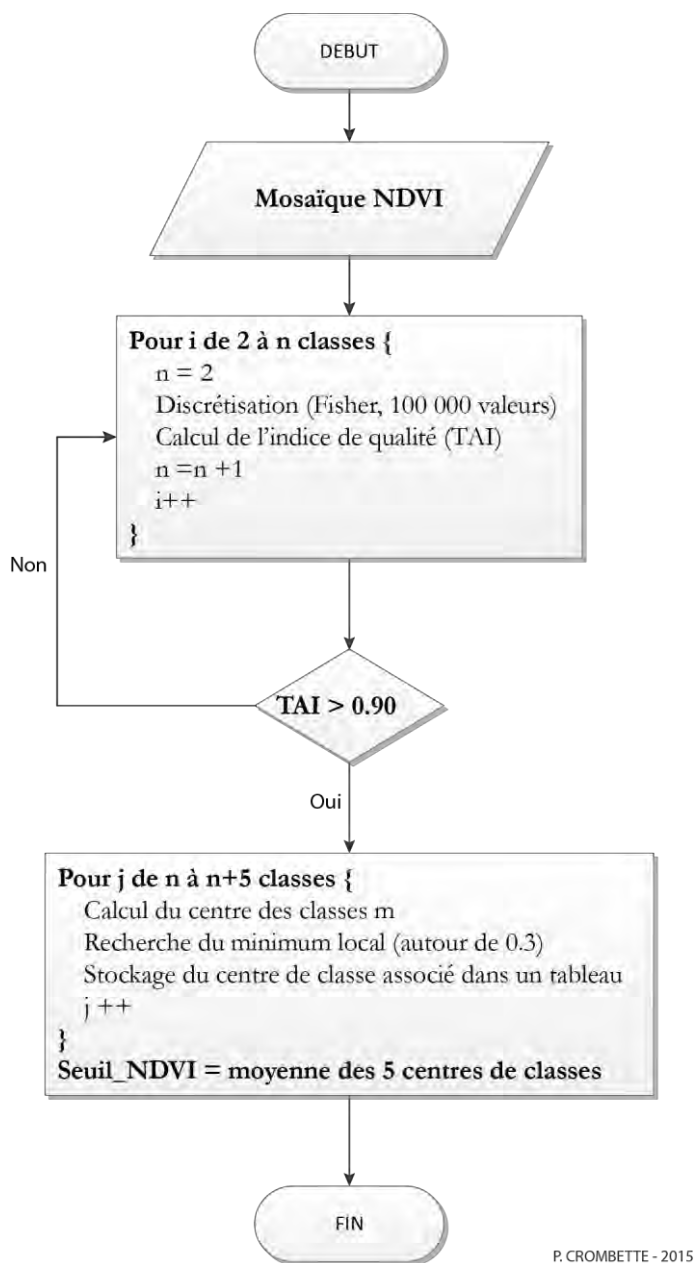 DEBUT
Mosaïque NDVI
Pour i de 2 à n classes {
n = 2
Discrétisation (Fisher, 100 000 valeurs)
Calcul de l'indice de qualité (TAI)
n =n +1
i++
}
Non
TAI > 0.90
Oui
Pour j de n à n+5 classes {
Calcul du centre des classes m
Recherche du minimum local (autour de 0.3)
Stockage du centre de classe associé dans un tableau
j ++
}
Seuil_NDVI = moyenne des 5 centres de classes
FIN
P. CROMBETTE - 2015